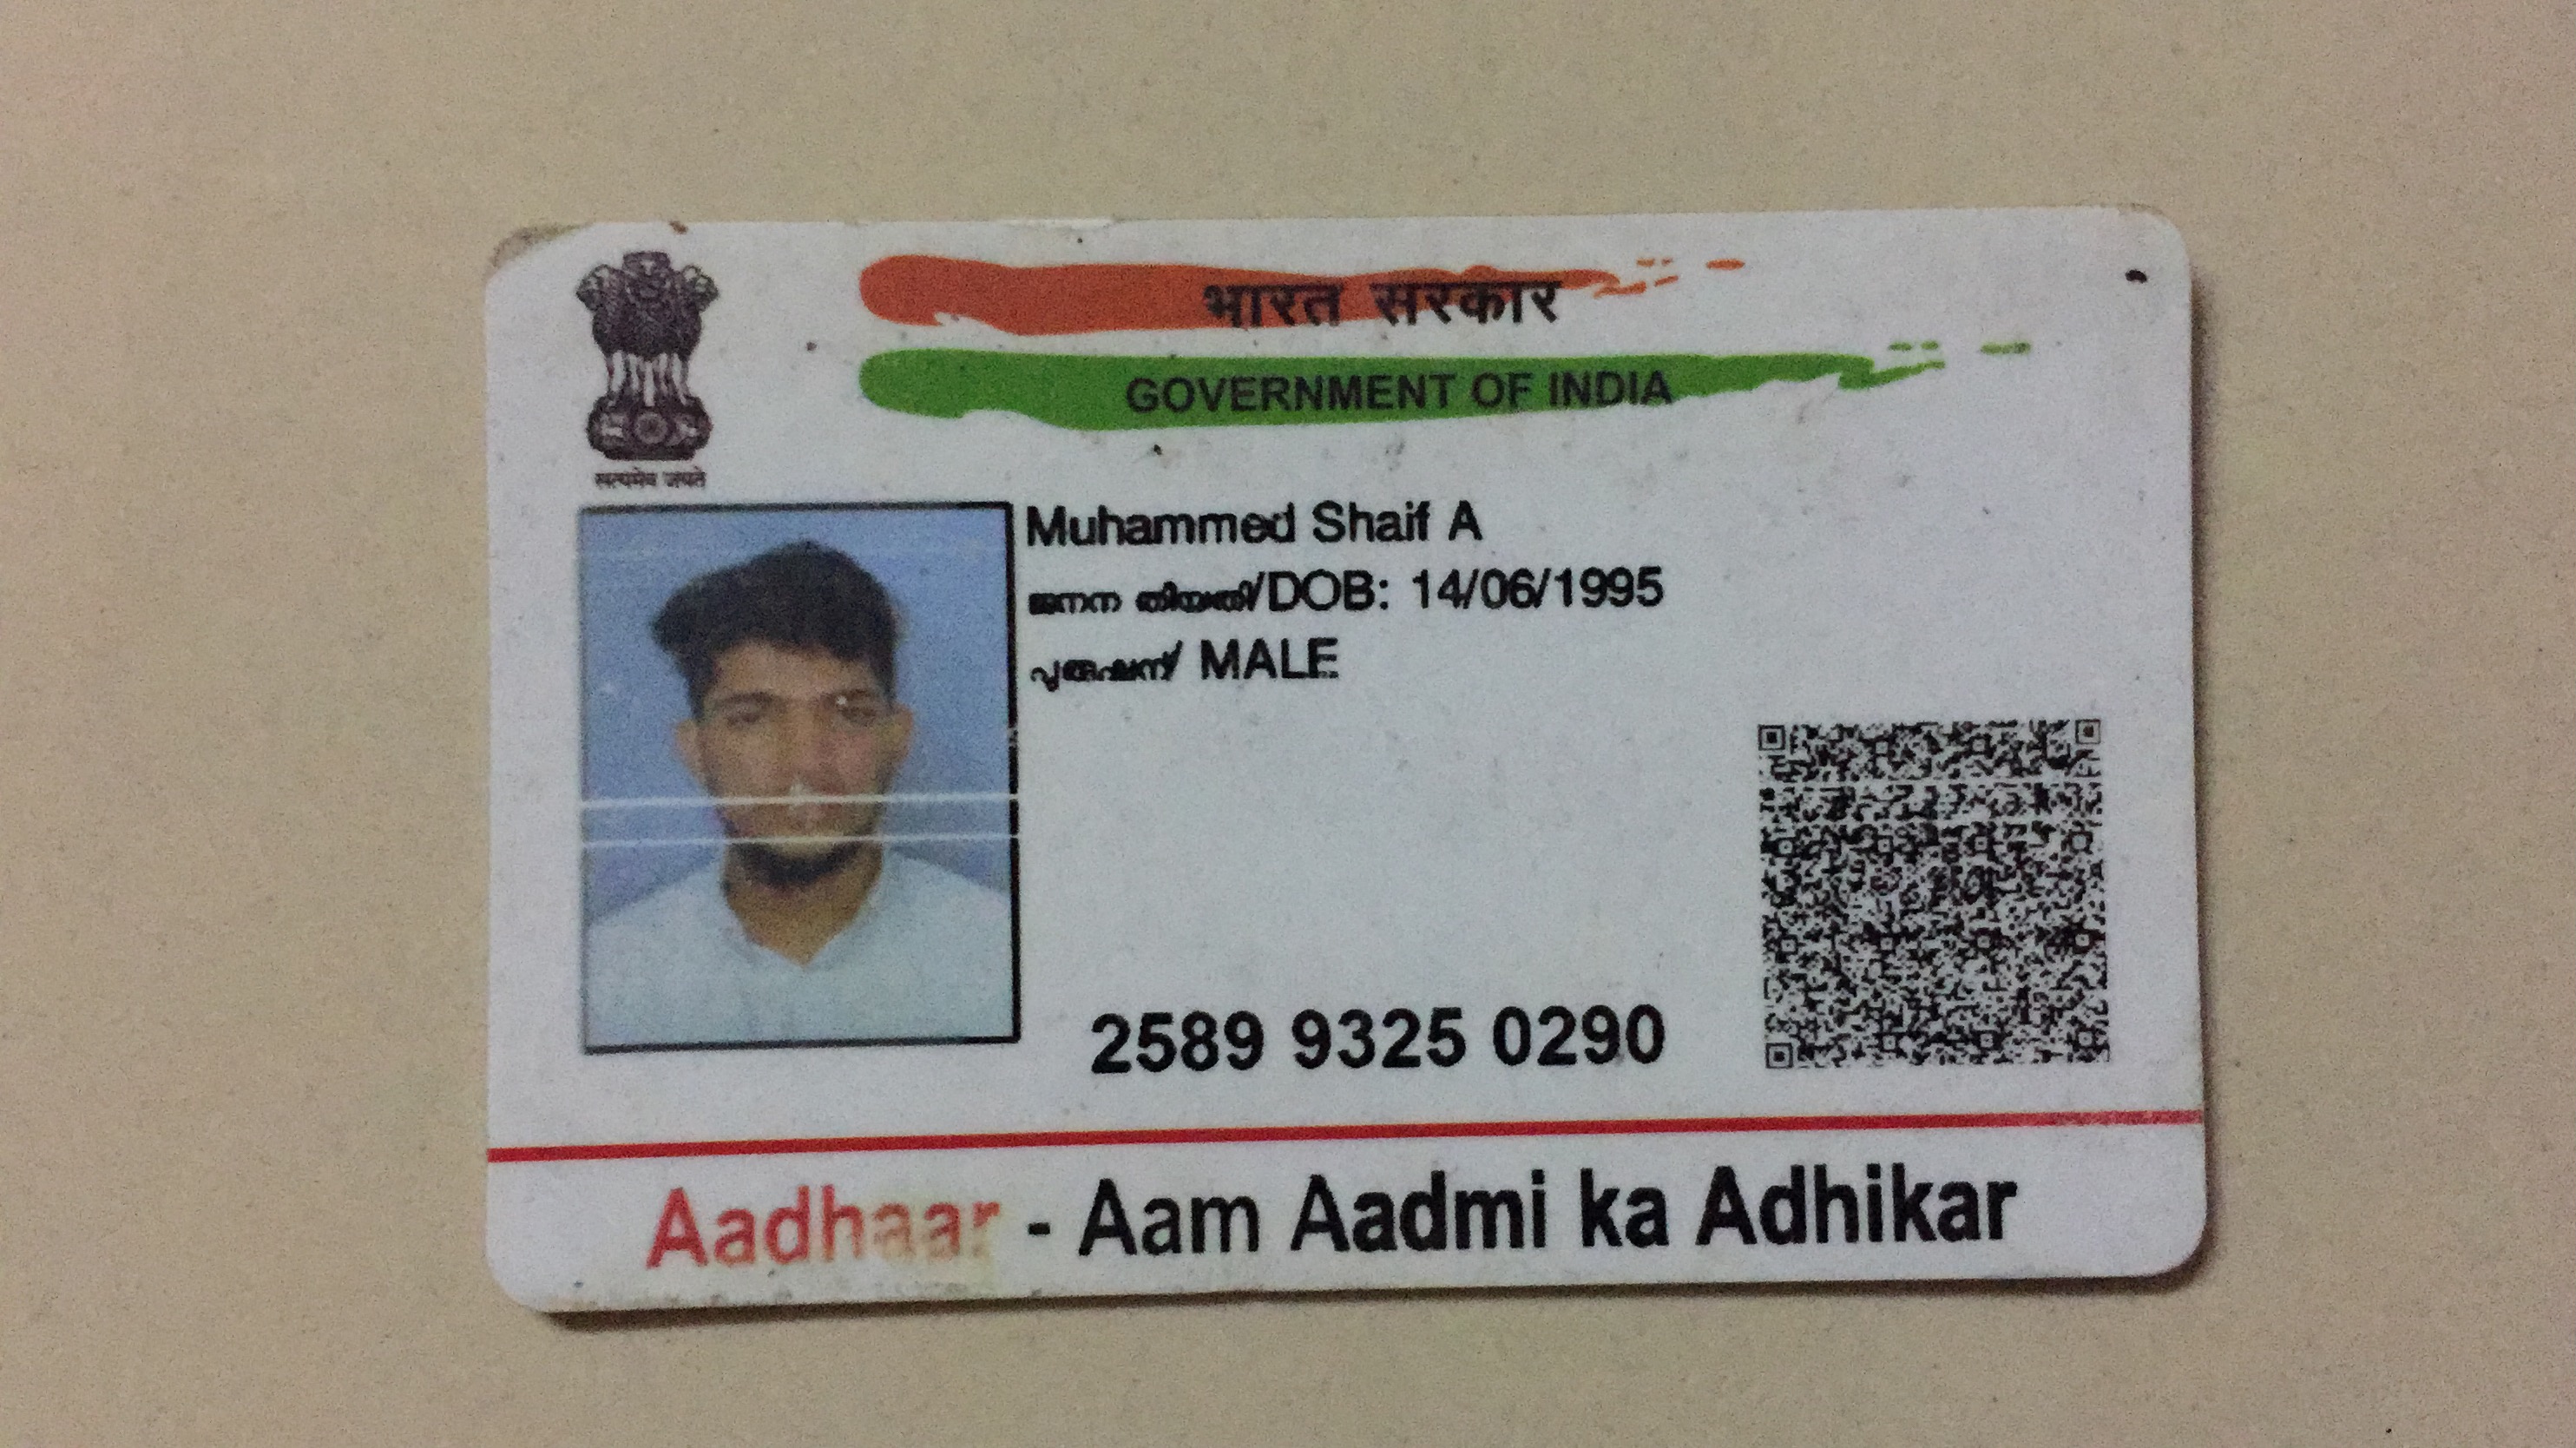 भारत सरकार
GOVERNMENT OF INDIA
सत्यमेव जयते
Muhammed Shaif A
ജനന തിയതി/DOB: 14/06/1995
പുരുഷന്‍/ MALE
2589 9325 0290
Aadhaar - Aam Aadmi ka Adhikar